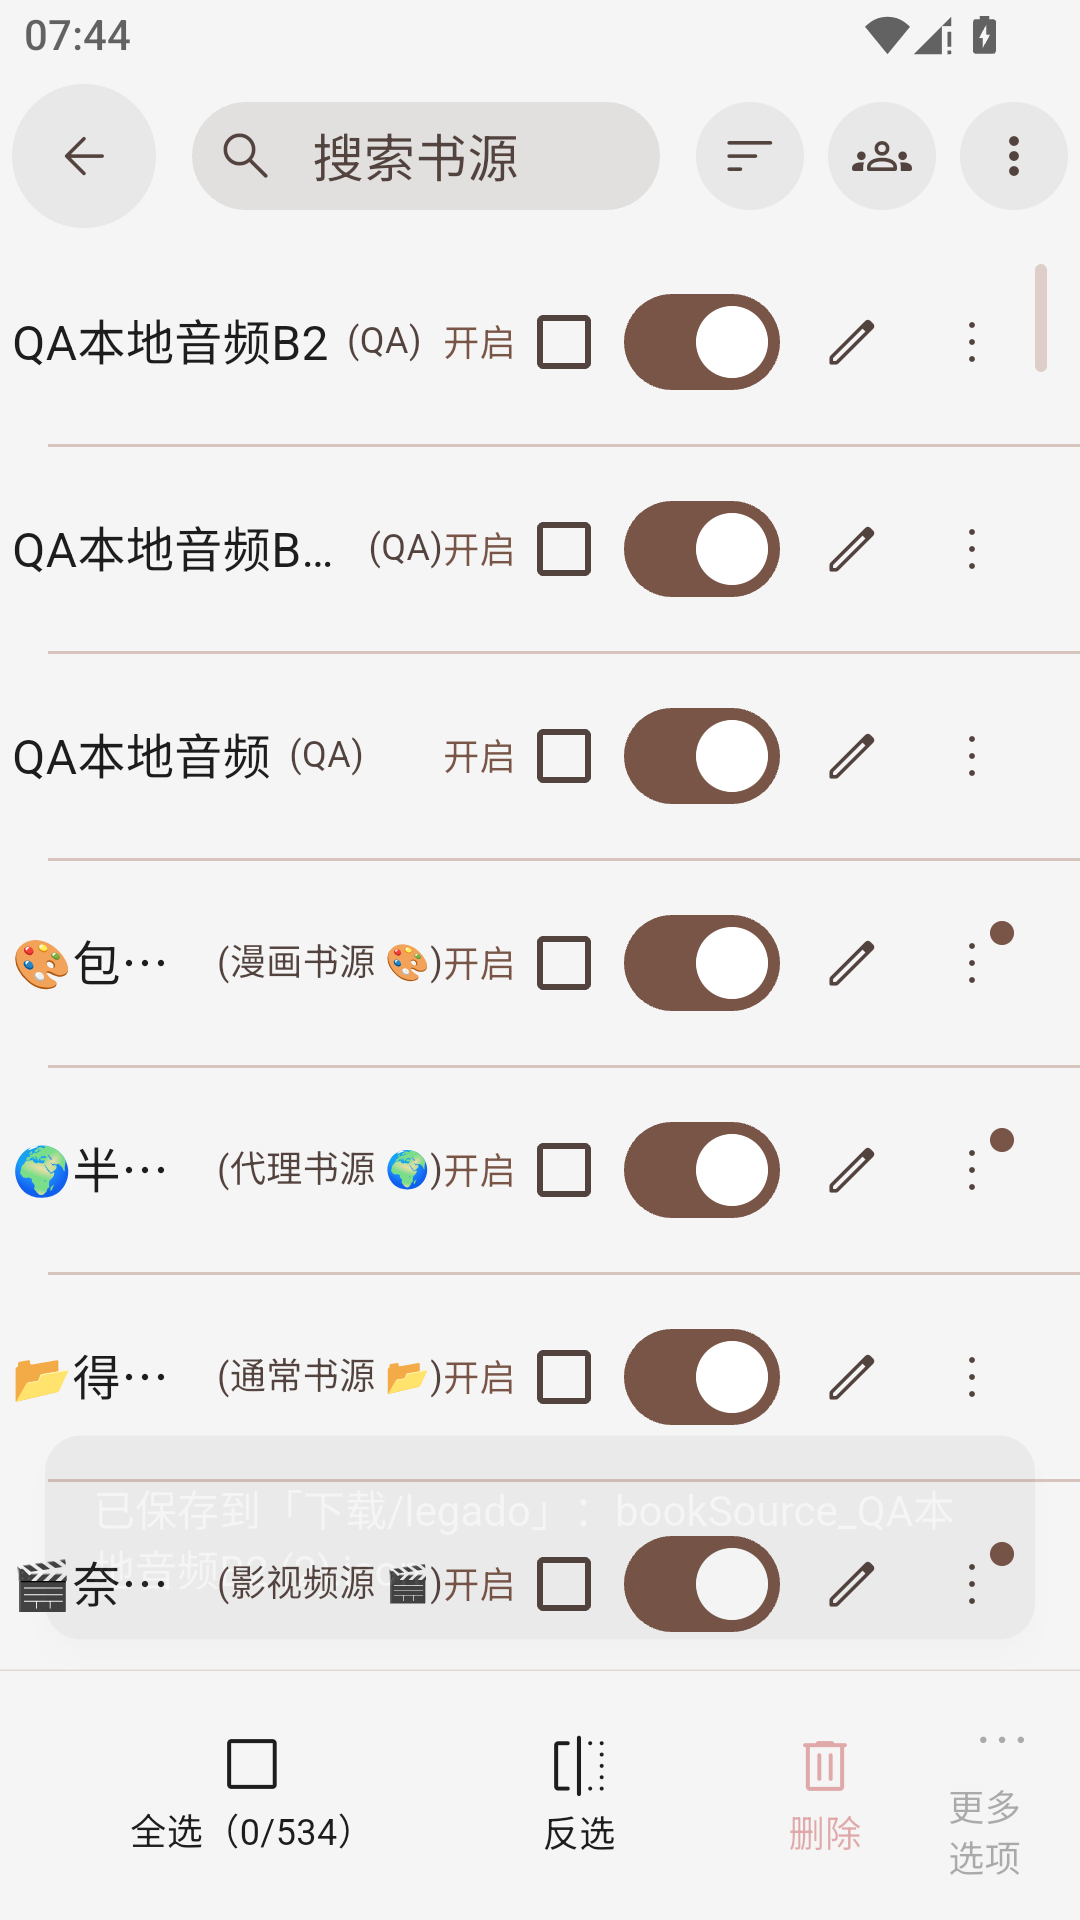 07:44
搜索书源
QA本地音频B2 (QA) 开启
QA本地音频B... (QA)开启
QA本地音频 (QA) 开启
🎨包… (漫画书源 🎨)开启
🌍半… (代理书源 🌍)开启
📂得… (通常书源 📂)开启
已保存到「下载/legado」：bookSource_QA本
地音频B2
🎬奈… (影视频源 🎬)开启
全选（0/534）
反选
删除
更多
选项